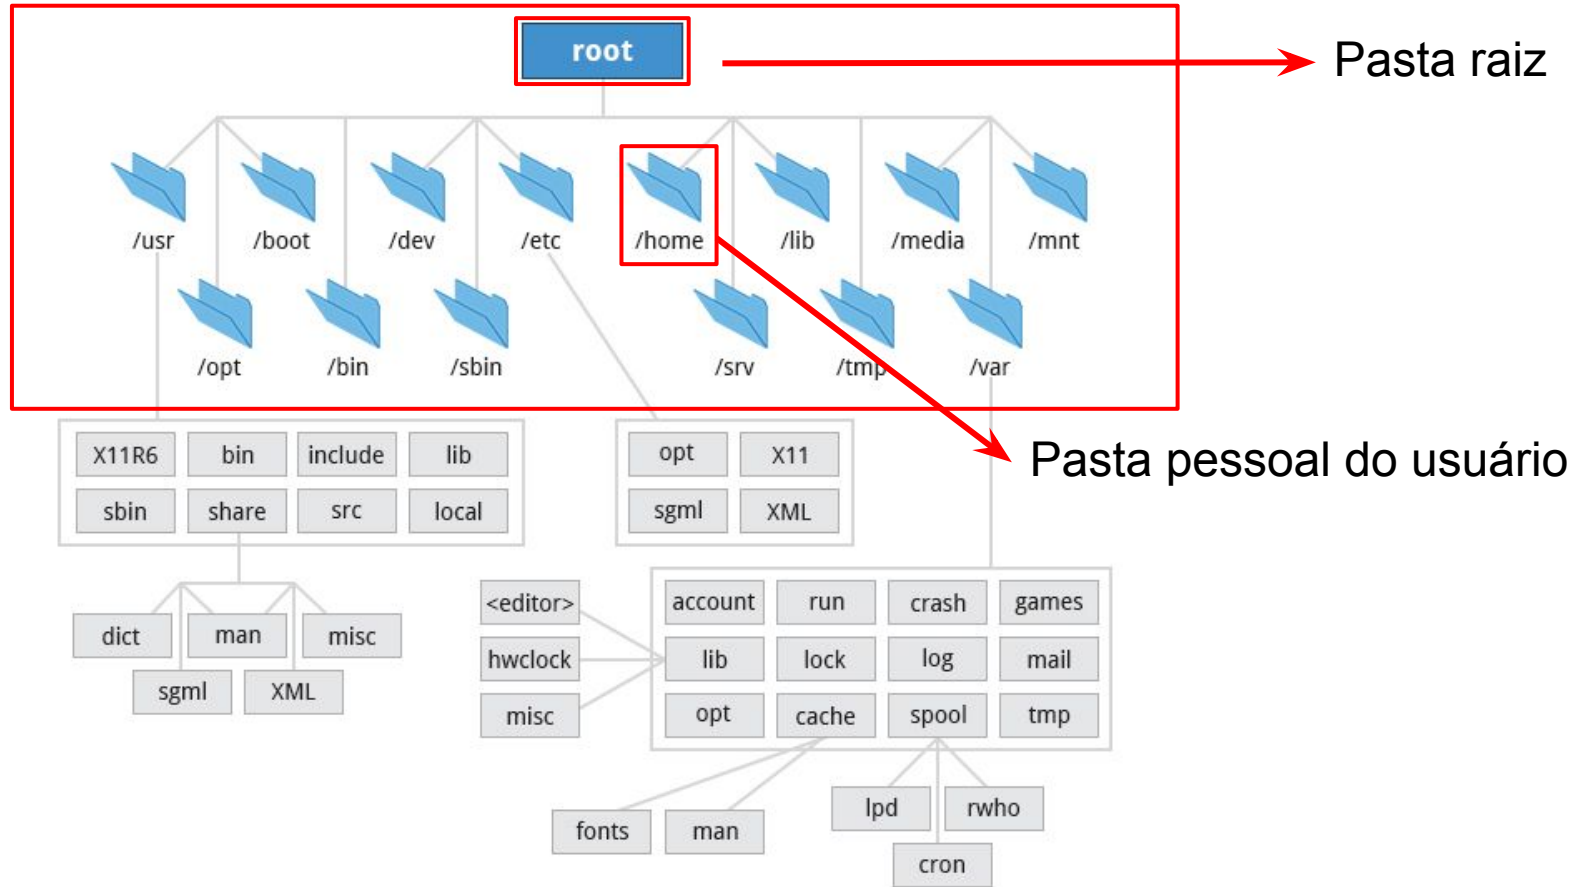 root
Pasta raiz
/usr
/boot
/dev
/etc
/home
/lib
/media
/mnt
/opt
/bin
/sbin
/srv
/tmp
/var
Pasta pessoal do usuário
X11R6
bin
include
lib
sbin
share
src
local
opt
X11
sgml
XML
dict
man
misc
sgml
XML
<editor>
hwclock
misc
account
run
crash
games
lib
lock
log
mail
opt
cache
spool
tmp
fonts
man
lpd
rwho
cron